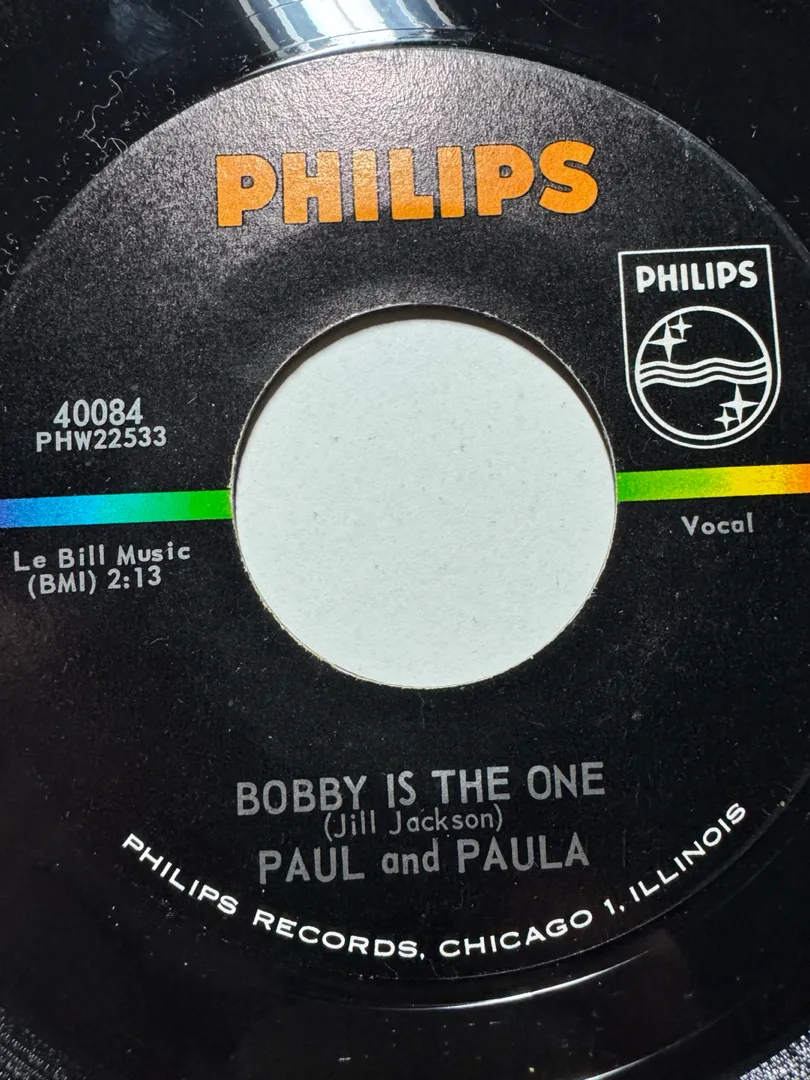 PHILIPS
PHILIPS
40084
PHW22533
Le Bill Music
(BMI) 2:13
Vocal
BOBBY IS THE ONE
(Jill Jackson)
PAUL and PAULA
PHILIPS RECORDS, CHICAGO 1, ILLINOIS